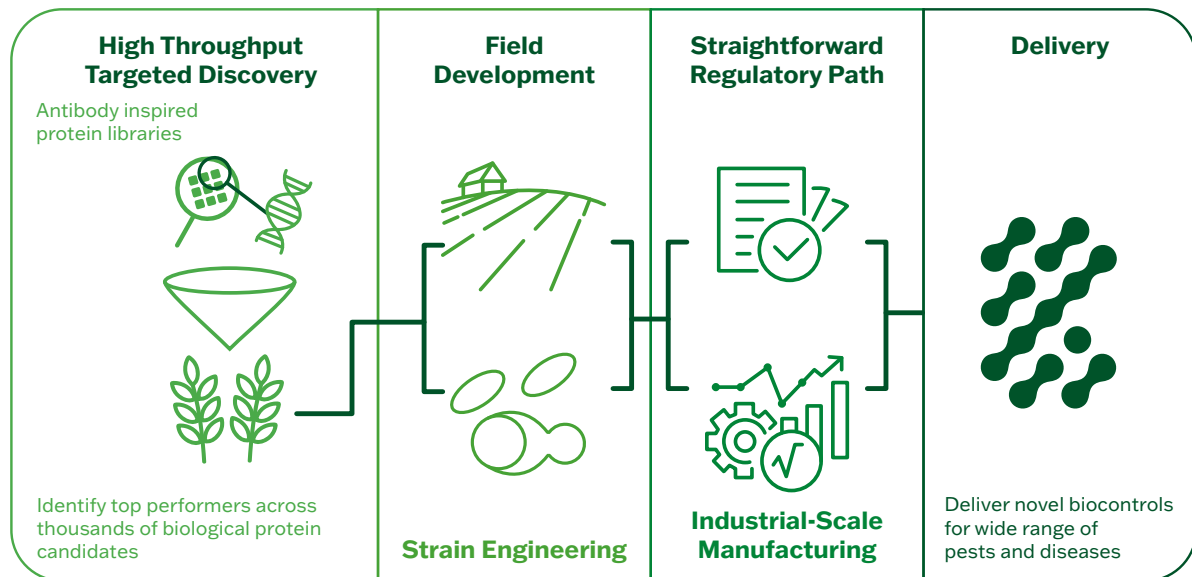 High Throughput
Targeted Discovery
Antibody inspired
protein libraries
Identify top performers across
thousands of biological protein
candidates
Field
Development
Strain Engineering
Straightforward
Regulatory Path
Industrial-Scale
Manufacturing
Delivery
Deliver novel biocontrols
for wide range of
pests and diseases